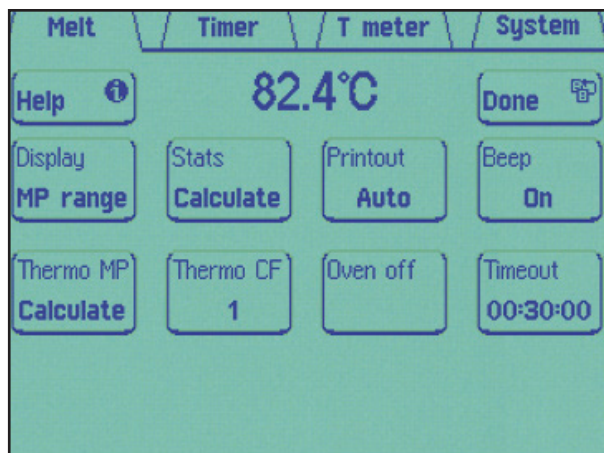 Melt Timer T meter System
Help 82.4°C Done
Display Stats Printout Beep
MP range Calculate Auto On
Thermo MP Thermo CF Oven off Timeout
Calculate 1 00:30:00